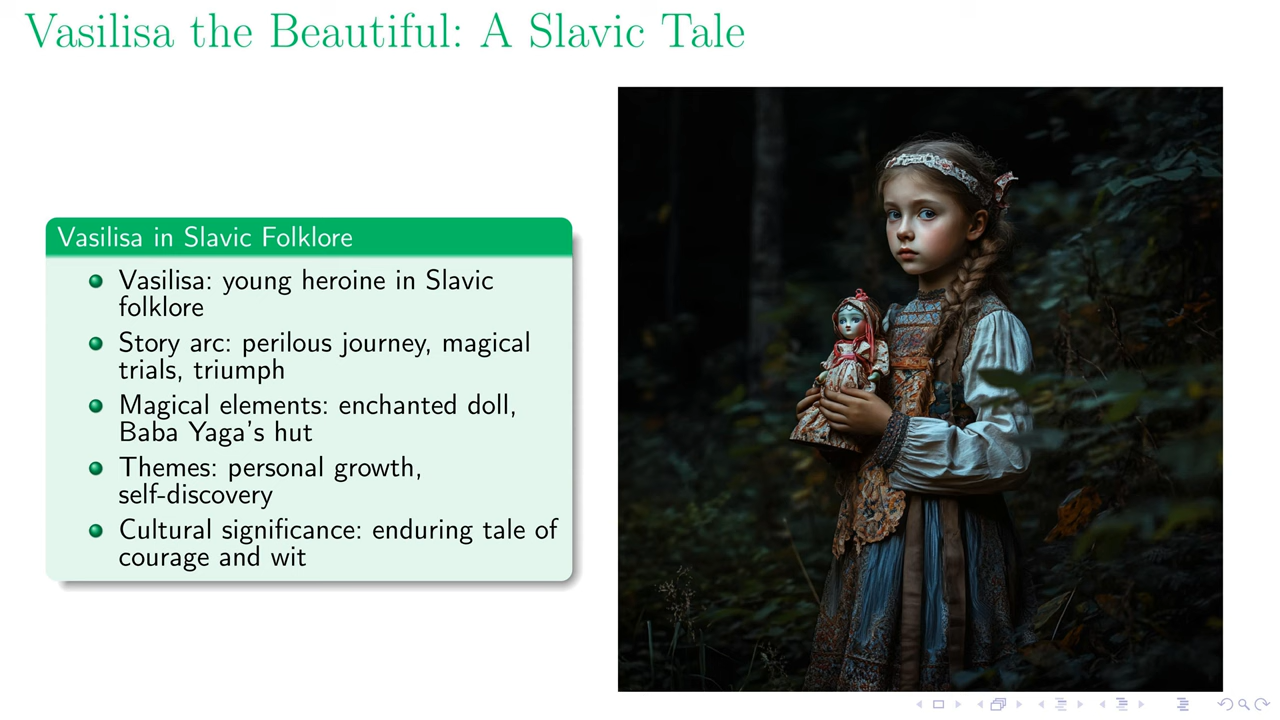 Vasilisa the Beautiful: A Slavic Tale
Vasilisa in Slavic Folklore
Vasilisa: young heroine in Slavic
folklore
Story arc: perilous journey, magical
trials, triumph
Magical elements: enchanted doll,
Baba Yaga's hut
Themes: personal growth,
self-discovery
Cultural significance: enduring tale of
courage and wit